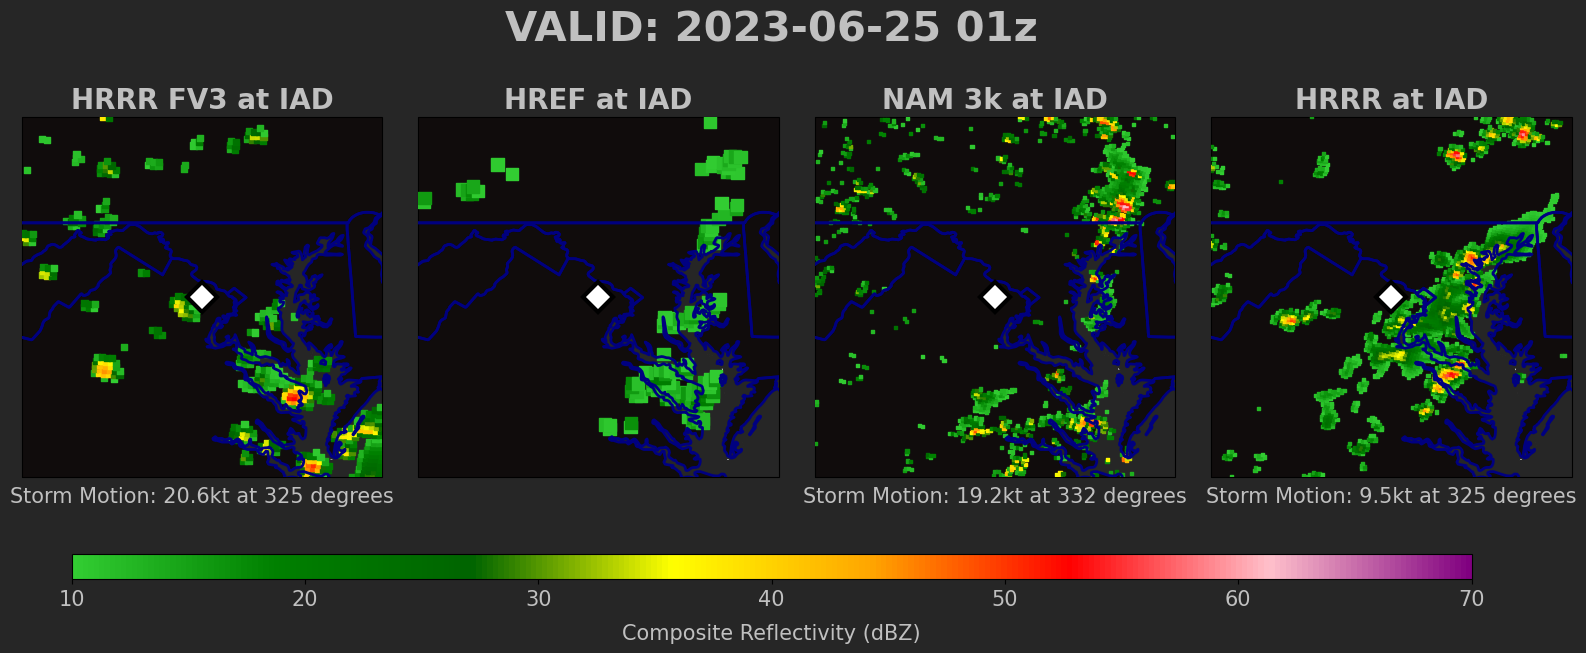 VALID: 2023-06-25 01z
HRRR FV3 at IAD
HREF at IAD
NAM 3k at IAD
HRRR at IAD
Storm Motion: 20.6kt at 325 degrees
Storm Motion: 19.2kt at 332 degrees
Storm Motion: 9.5kt at 325 degrees
10 20 30 40 50 60 70
Composite Reflectivity (dBZ)